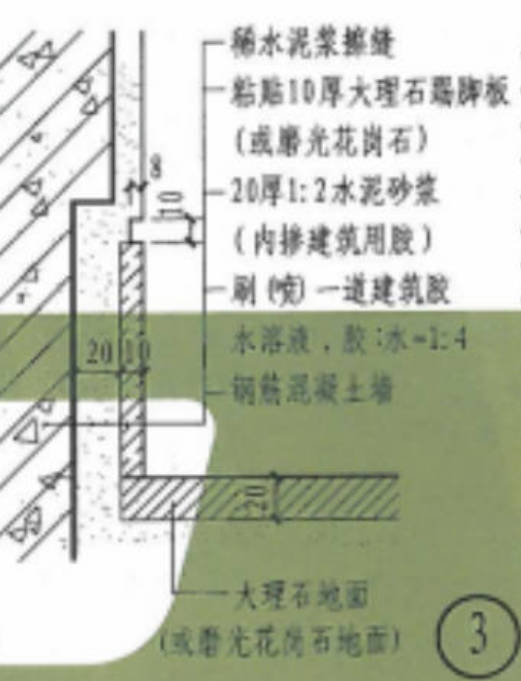 稀水泥浆擦缝
粘贴10厚大理石踢脚板
(或磨光花岗石)
8
10
20厚1:2水泥砂浆
(内掺建筑用胶)
刷(喷)一道建筑胶
水溶液，胶:水=1:4
20 10
钢筋混凝土墙
20
大理石地面
(或磨光花岗石地面)
3